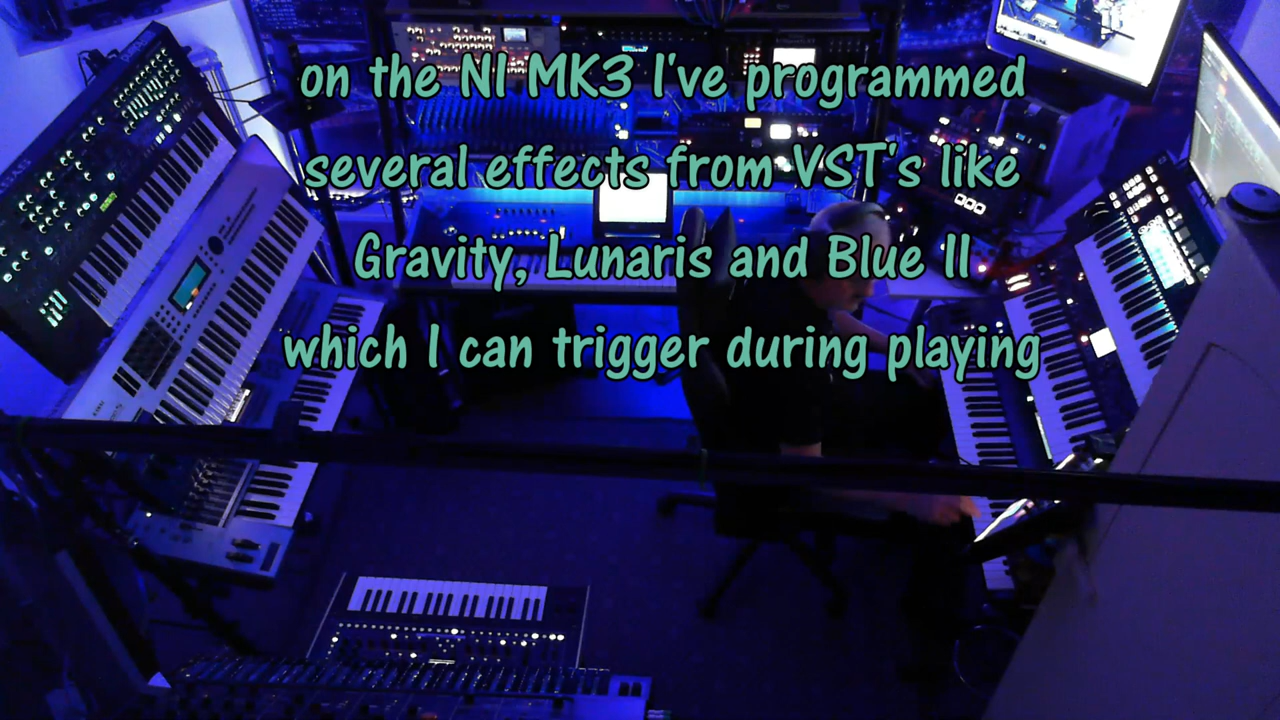 on the NI MK3 I've programmed
several effects from VST's like
Gravity, Lunaris and Blue II
which I can trigger during playing